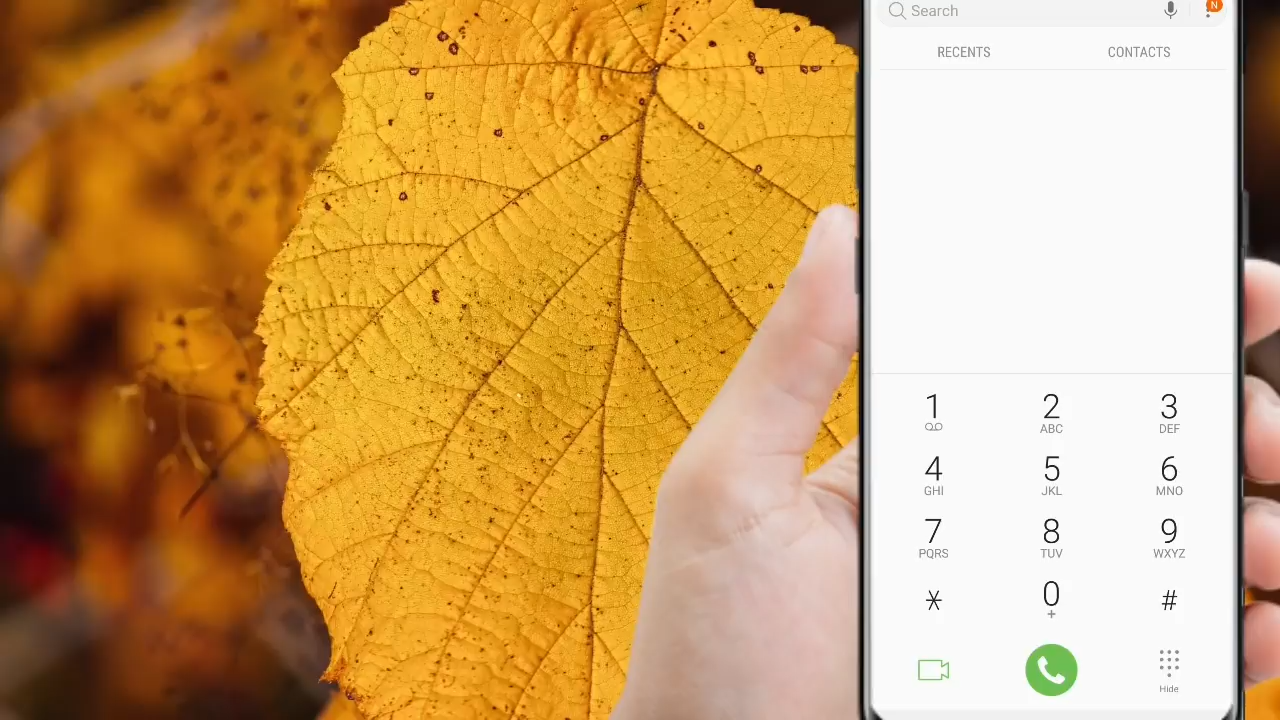 Search
N
RECENTS CONTACTS
1 2 3
ABC DEF
4 5 6
GHI JKL MNO
7 8 9
PQRS TUV WXYZ
* 0 #
+
Hide